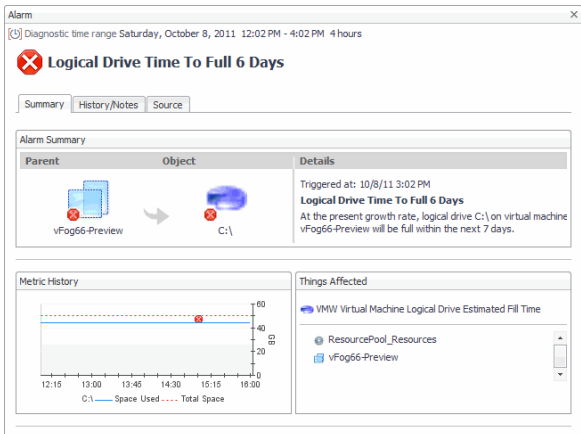 Alarm
Diagnostic time range Saturday, October 8, 2011 12:02 PM - 4:02 PM 4 hours
Logical Drive Time To Full 6 Days
Summary History/Notes Source
Alarm Summary
Parent Object Details
vFog66-Preview
C:\
Triggered at: 10/8/11 3:02 PM
Logical Drive Time To Full 6 Days
At the present growth rate, logical drive C:\ on virtual machine
vFog66-Preview will be full within the next 7 days.
Metric History
60
40
20
0
GB
12:15 13:00 13:45 14:30 15:15 16:00
C:\ Space Used Total Space
Things Affected
VMW Virtual Machine Logical Drive Estimated Fill Time
ResourcePool_Resources
vFog66-Preview